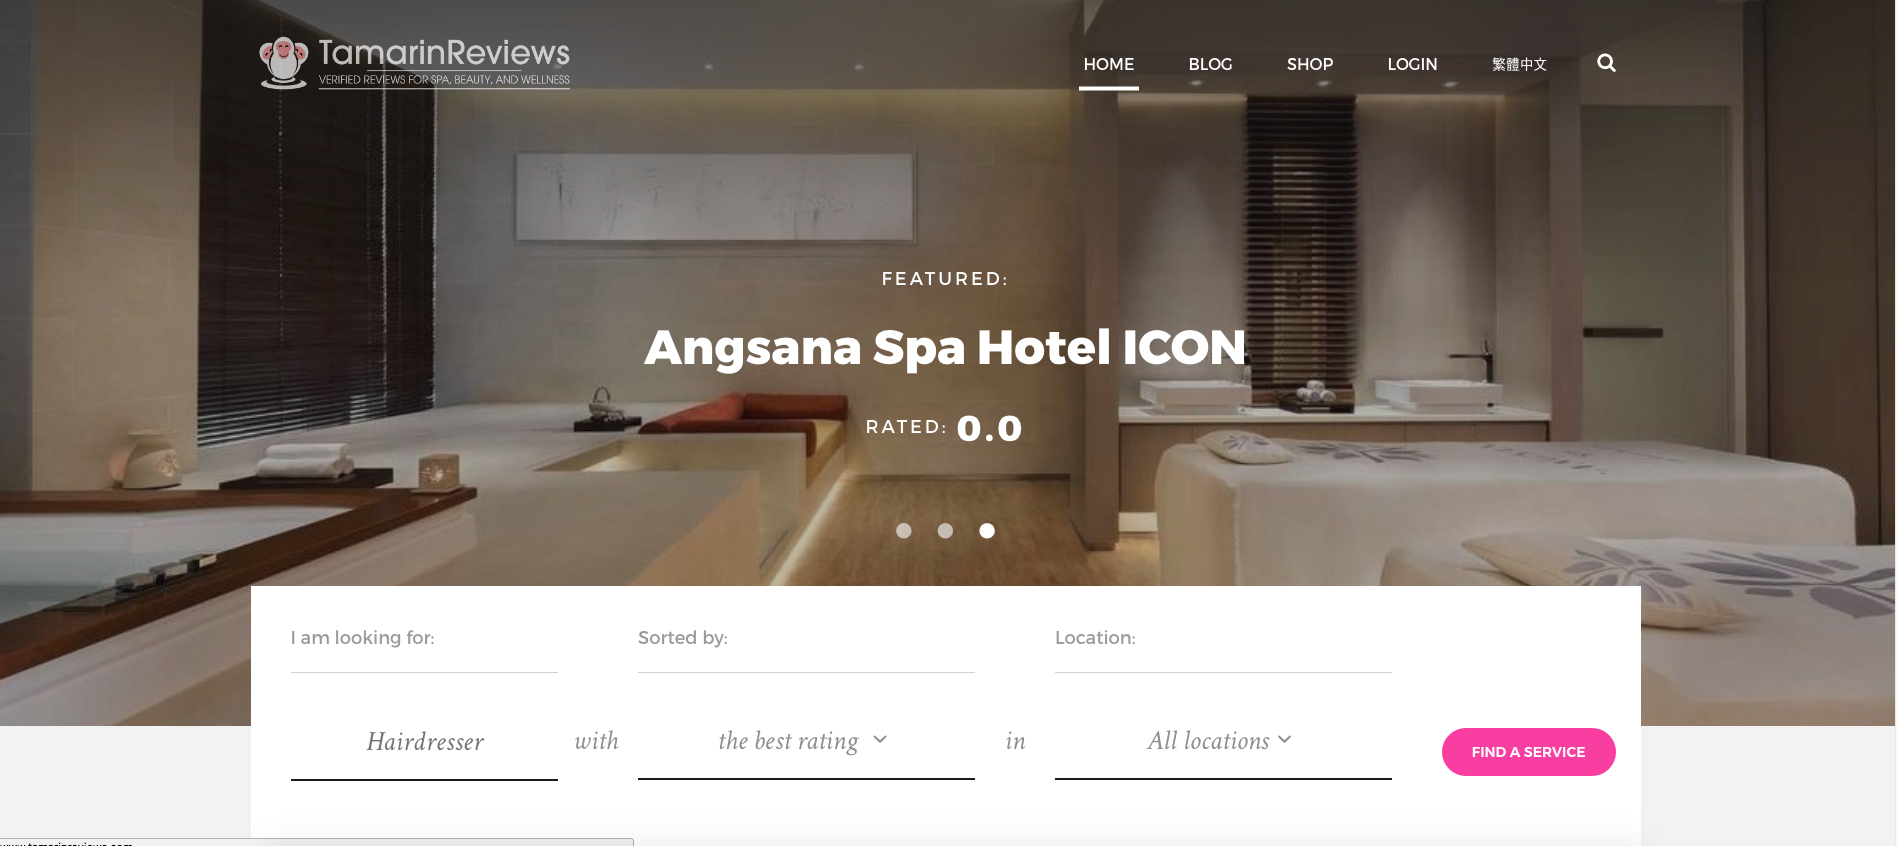 TamarinReviews
VERIFIED REVIEWS FOR SPA, BEAUTY, AND WELLNESS
HOME BLOG SHOP LOGIN 繁體中文
FEATURED:
Angsana Spa Hotel ICON
RATED: 0.0
I am looking for: Sorted by: Location:
Hairdresser with the best rating in All locations
FIND A SERVICE